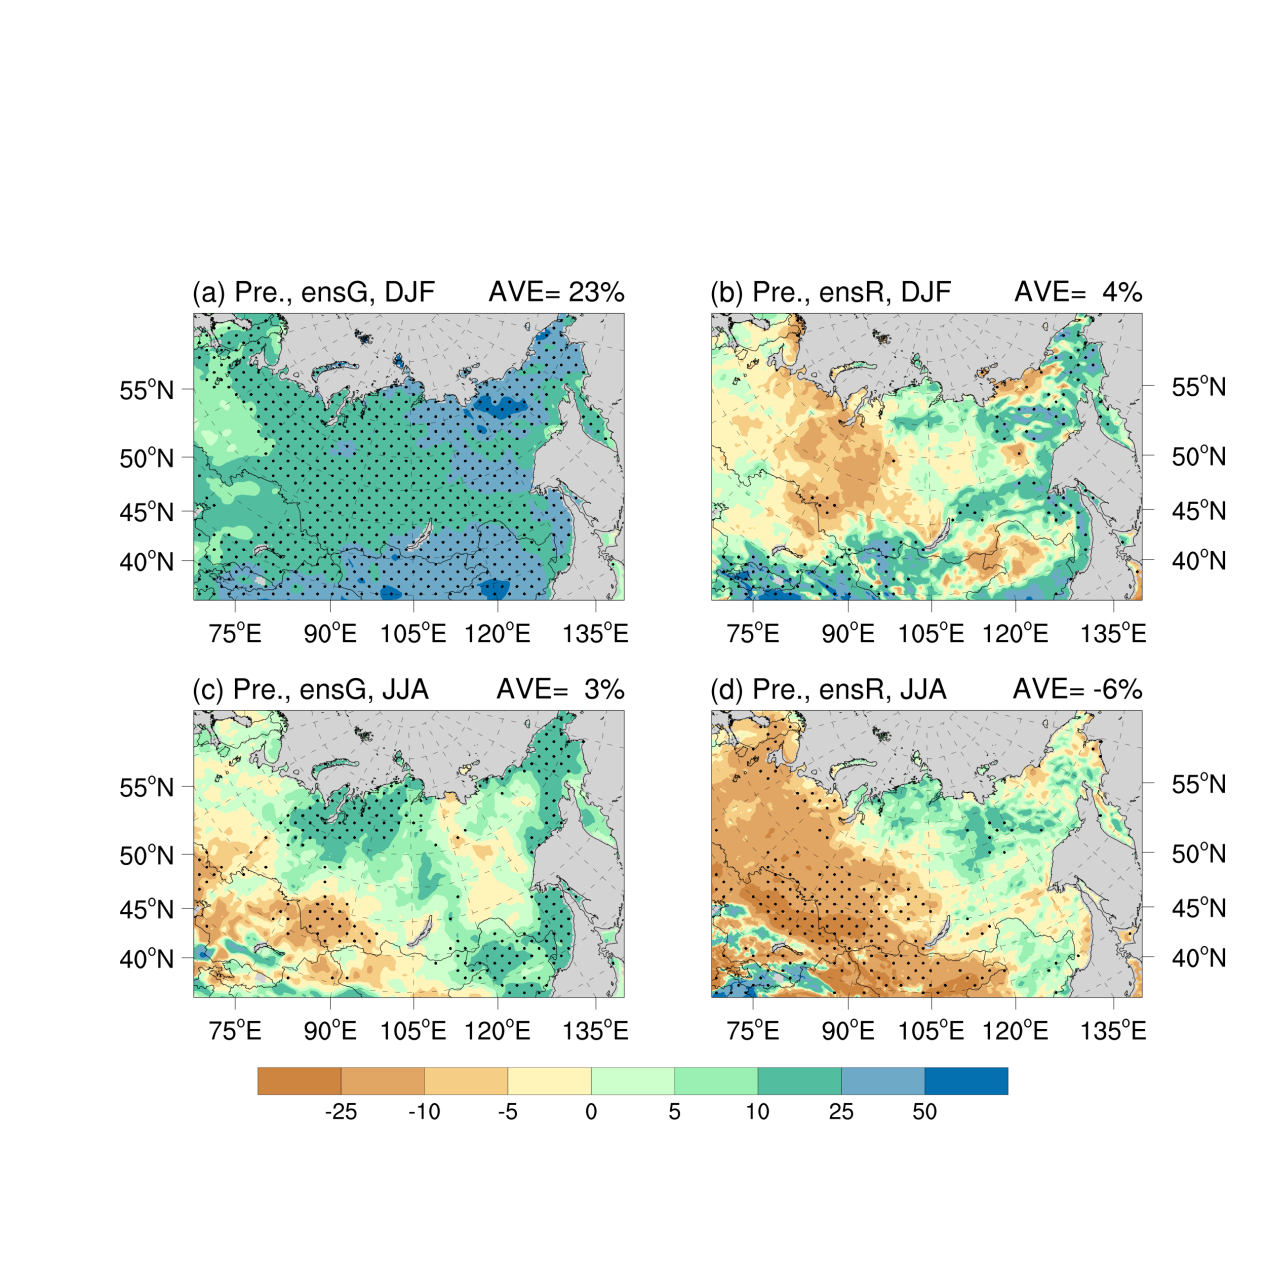 (a) Pre., ensG, DJF AVE= 23%
(b) Pre., ensR, DJF AVE= 4%
55°N
50°N
45°N
40°N
55°N
50°N
45°N
40°N
75°E 90°E 105°E 120°E 135°E
75°E 90°E 105°E 120°E 135°E
(c) Pre., ensG, JJA AVE= 3%
(d) Pre., ensR, JJA AVE= -6%
55°N
50°N
45°N
40°N
55°N
50°N
45°N
40°N
75°E 90°E 105°E 120°E 135°E
75°E 90°E 105°E 120°E 135°E
-25 -10 -5 0 5 10 25 50